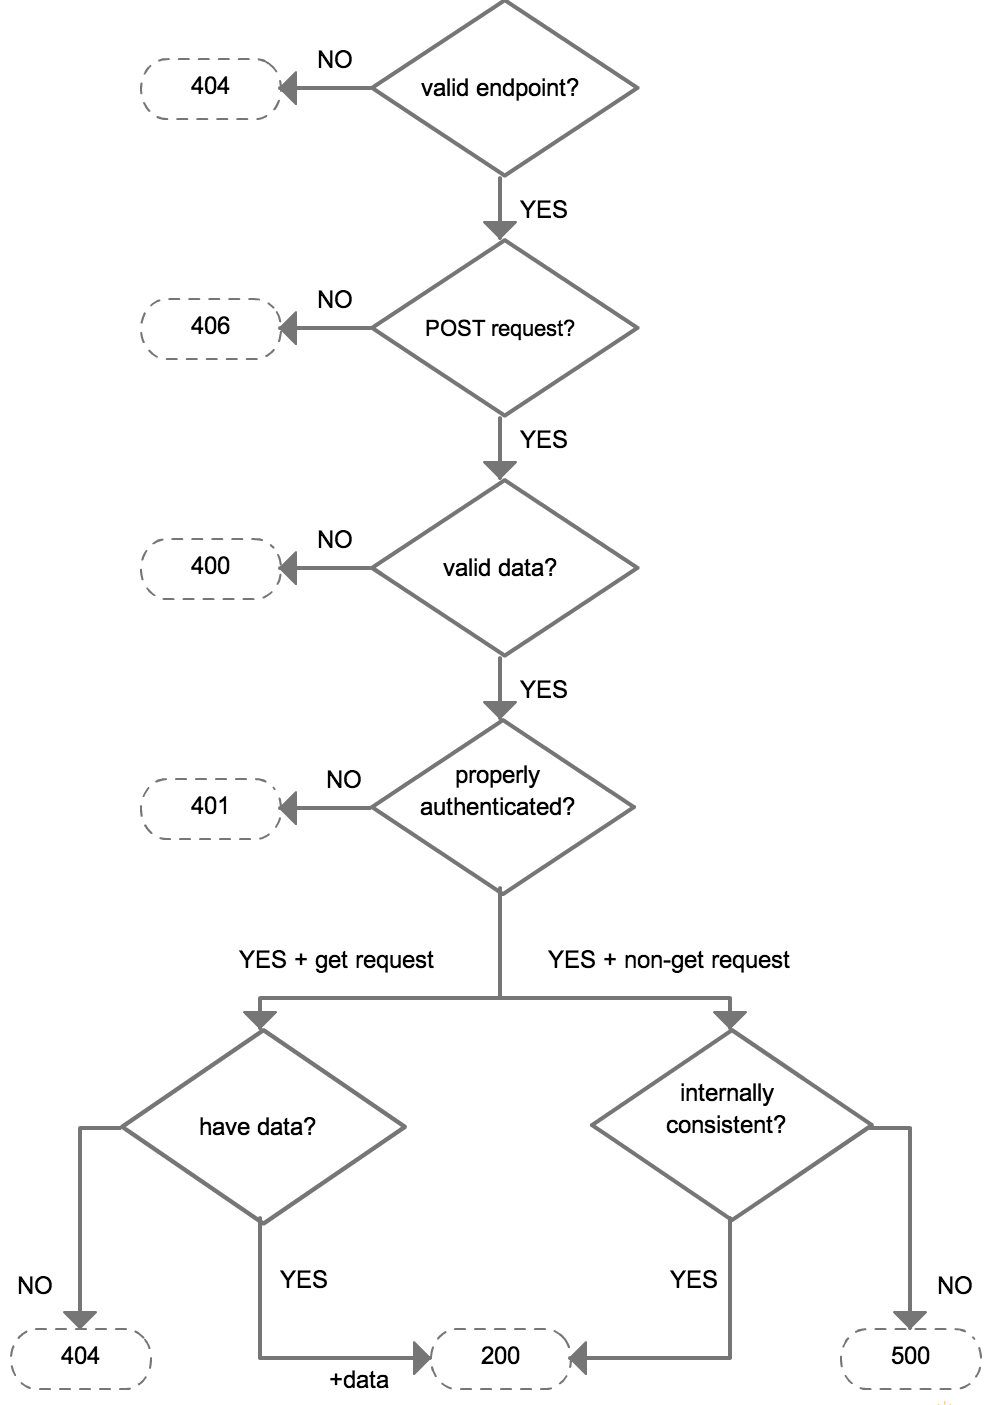 NO
404
valid endpoint?
YES
NO
406
POST request?
YES
NO
400
valid data?
YES
NO
401
properly
authenticated?
YES + get request
YES + non-get request
have data?
internally
consistent?
NO
YES
YES
NO
404
+data
200
500